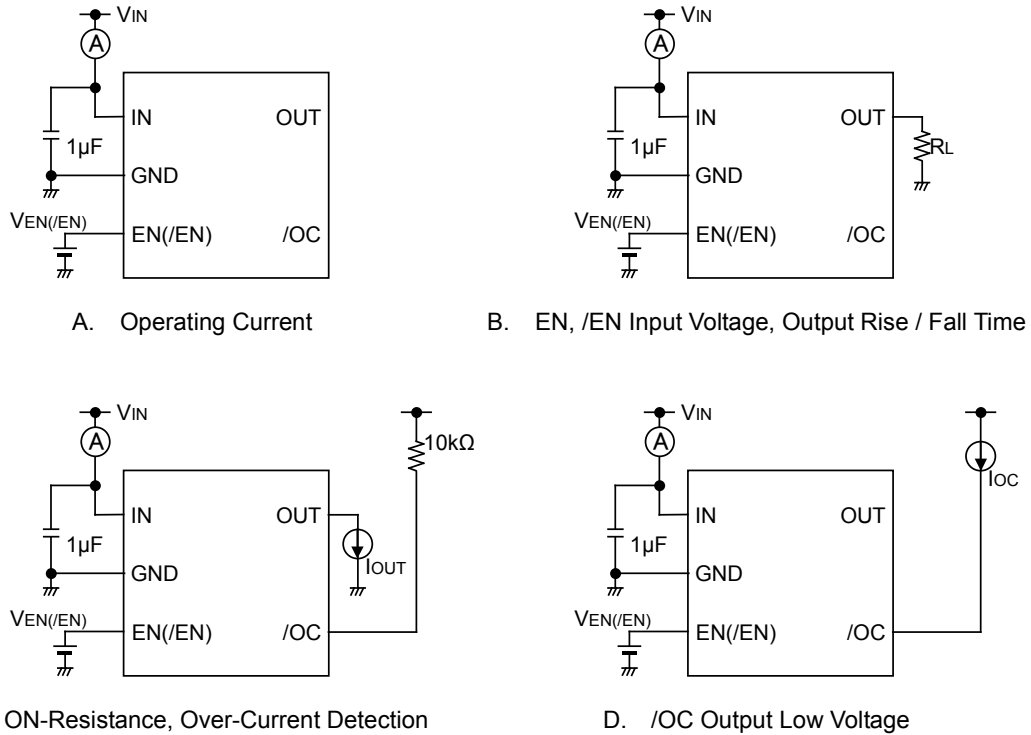 VIN
A
IN OUT
1µF
GND
VEN(/EN)
EN(/EN) /OC
A. Operating Current
VIN
A
IN OUT
1µF
RL
GND
VEN(/EN)
EN(/EN) /OC
B. EN, /EN Input Voltage, Output Rise / Fall Time
VIN
A
10kΩ
IN OUT
1µF
IOUT
GND
VEN(/EN)
EN(/EN) /OC
ON-Resistance, Over-Current Detection
VIN
A
IOC
IN OUT
1µF
GND
VEN(/EN)
EN(/EN) /OC
D. /OC Output Low Voltage